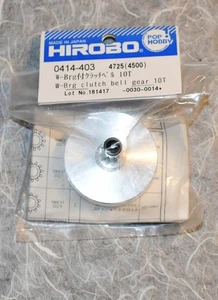 MADE IN JAPAN
HIROBO
POP HOBBY
0414-403 4725(4500)
W-Brg付クラッチベル 10T
W-Brg clutch bell gear 10T
Lot No.181417 -0030-0014*